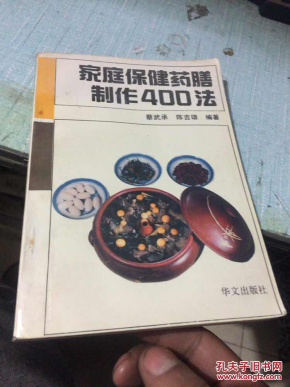 家庭保健药膳
制作400法
蔡武承 陈吉雄 编著
华文出版社
孔夫子旧书网